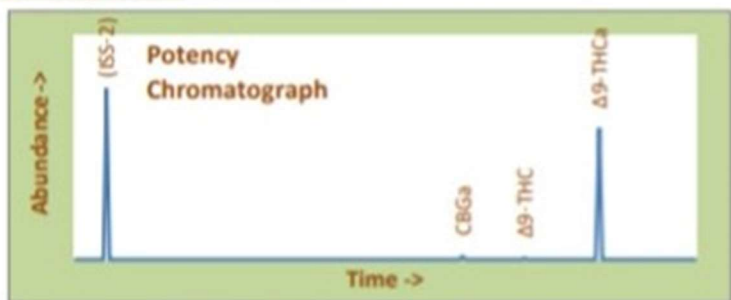 (ISS-2)
Potency
Chromatograph
Δ9-THCa
Abundance ->
CBGa
Δ9-THC
Time ->